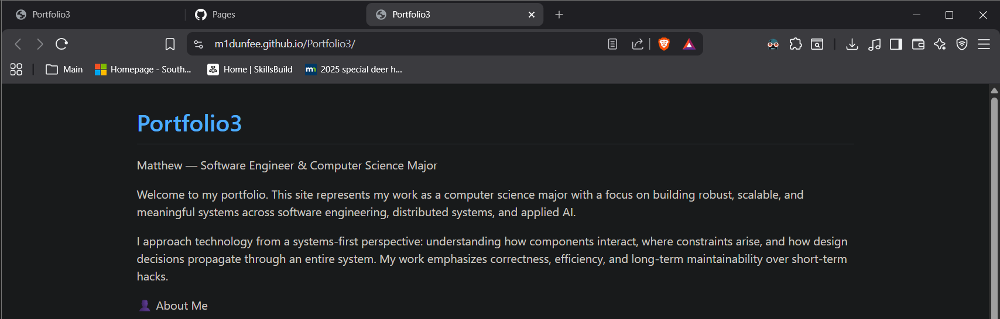 Portfolio3
Pages
Portfolio3
m1dunfee.github.io/Portfolio3/
Main
Homepage - South...
Home | SkillsBuild
mn
2025 special deer h...
Portfolio3
Matthew — Software Engineer & Computer Science Major
Welcome to my portfolio. This site represents my work as a computer science major with a focus on building robust, scalable, and
meaningful systems across software engineering, distributed systems, and applied AI.
I approach technology from a systems-first perspective: understanding how components interact, where constraints arise, and how design
decisions propagate through an entire system. My work emphasizes correctness, efficiency, and long-term maintainability over short-term
hacks.
👤 About Me